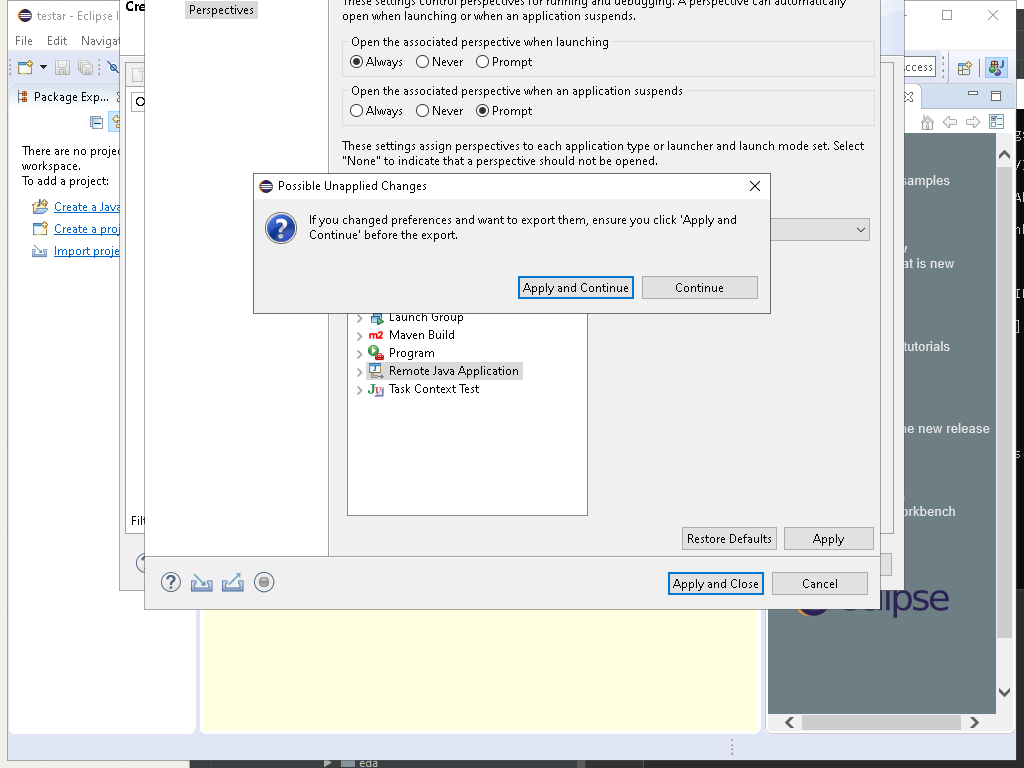 testar - Eclipse I
File Edit Navigat
Package Exp...
There are no proje
workspace.
To add a project:
Create a Java
Create a proj
Import proje
Cre
Filt
Perspectives
These settings control perspectives for running and debugging. A perspective can automatically
open when launching or when an application suspends.
Open the associated perspective when launching
Always Never Prompt
Open the associated perspective when an application suspends
Always Never Prompt
These settings assign perspectives to each application type or launcher and launch mode set. Select
"None" to indicate that a perspective should not be opened.
Possible Unapplied Changes
If you changed preferences and want to export them, ensure you click 'Apply and
Continue' before the export.
Apply and Continue Continue
Launch Group
m2 Maven Build
Program
Remote Java Application
Ju Task Context Test
Restore Defaults Apply
Apply and Close Cancel
ccess
samples
at is new
tutorials
he new release
orkbench
eclipse
eda